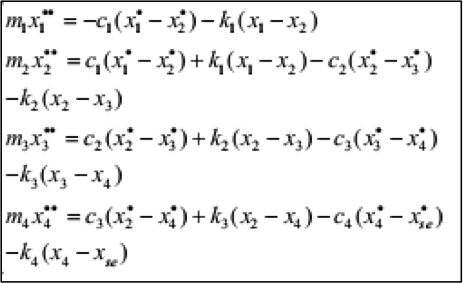 m₁x₁•• = −c₁(x₁• − x₂•) − k₁(x₁ − x₂)
m₂x₂•• = c₁(x₁• − x₂•) + k₁(x₁ − x₂) − c₂(x₂• − x₃•)
−k₂(x₂ − x₃)
m₃x₃•• = c₂(x₂• − x₃•) + k₂(x₂ − x₃) − c₃(x₃• − x₄•)
−k₃(x₃ − x₄)
m₄x₄•• = c₃(x₂• − x₄•) + k₃(x₂ − x₄) − c₄(x₄• − xₛₑ•)
−k₄(x₄ − xₛₑ)